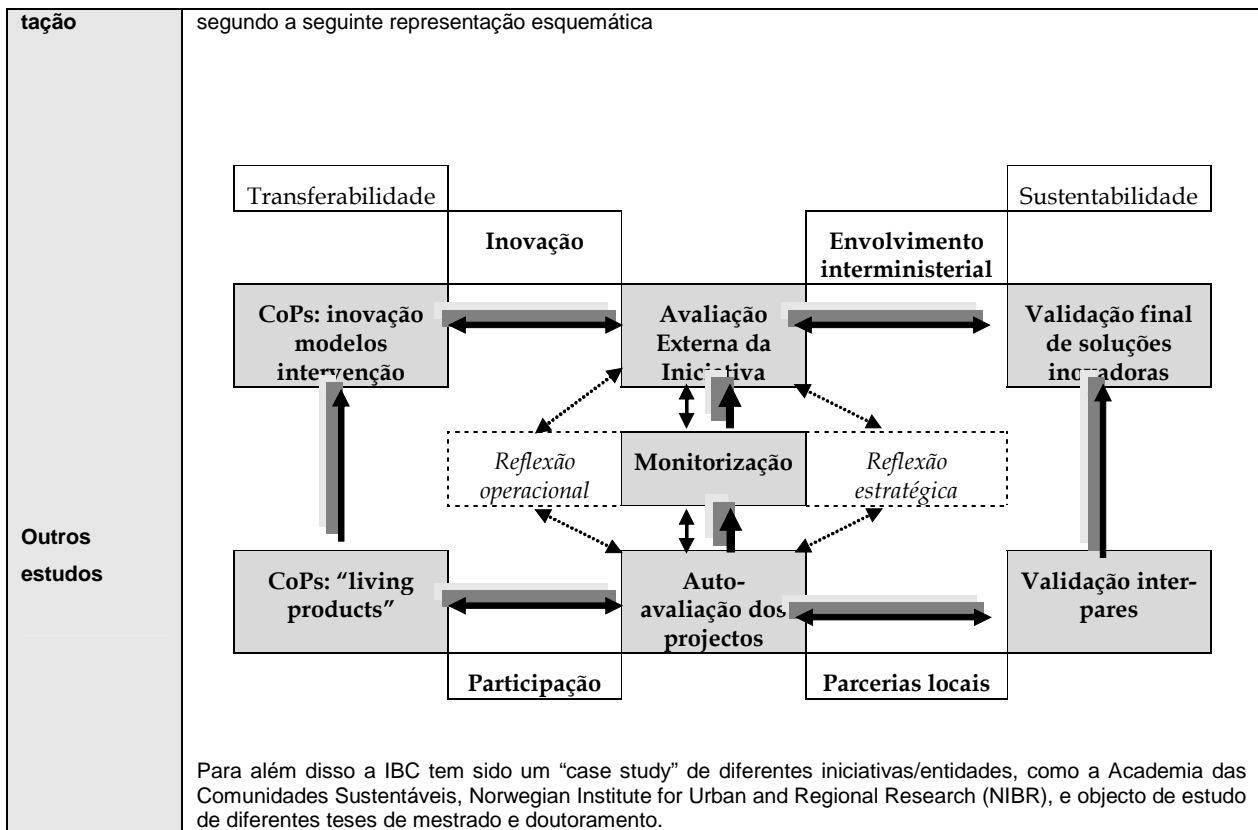 tação
segundo a seguinte representação esquemática
Transferabilidade
Sustentabilidade
Inovação
Envolvimento
interministerial
CoPs: inovação
modelos
intervenção
Avaliação
Externa da
Iniciativa
Validação final
de soluções
inovadoras
Reflexão
operacional
Monitorização
Reflexão
estratégica
Outros
estudos
CoPs: “living
products”
Auto-
avaliação dos
projectos
Validação inter-
pares
Participação
Parcerias locais
Para além disso a IBC tem sido um “case study” de diferentes iniciativas/entidades, como a Academia das
Comunidades Sustentáveis, Norwegian Institute for Urban and Regional Research (NIBR), e objecto de estudo
de diferentes teses de mestrado e doutoramento.